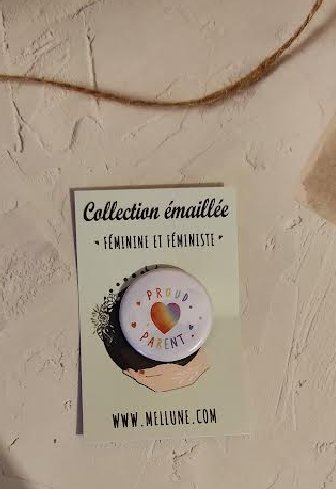 Collection émaillée
FÉMININE ET FÉMINISTE
PROUD
PARENT
WWW.MELLUNE.COM